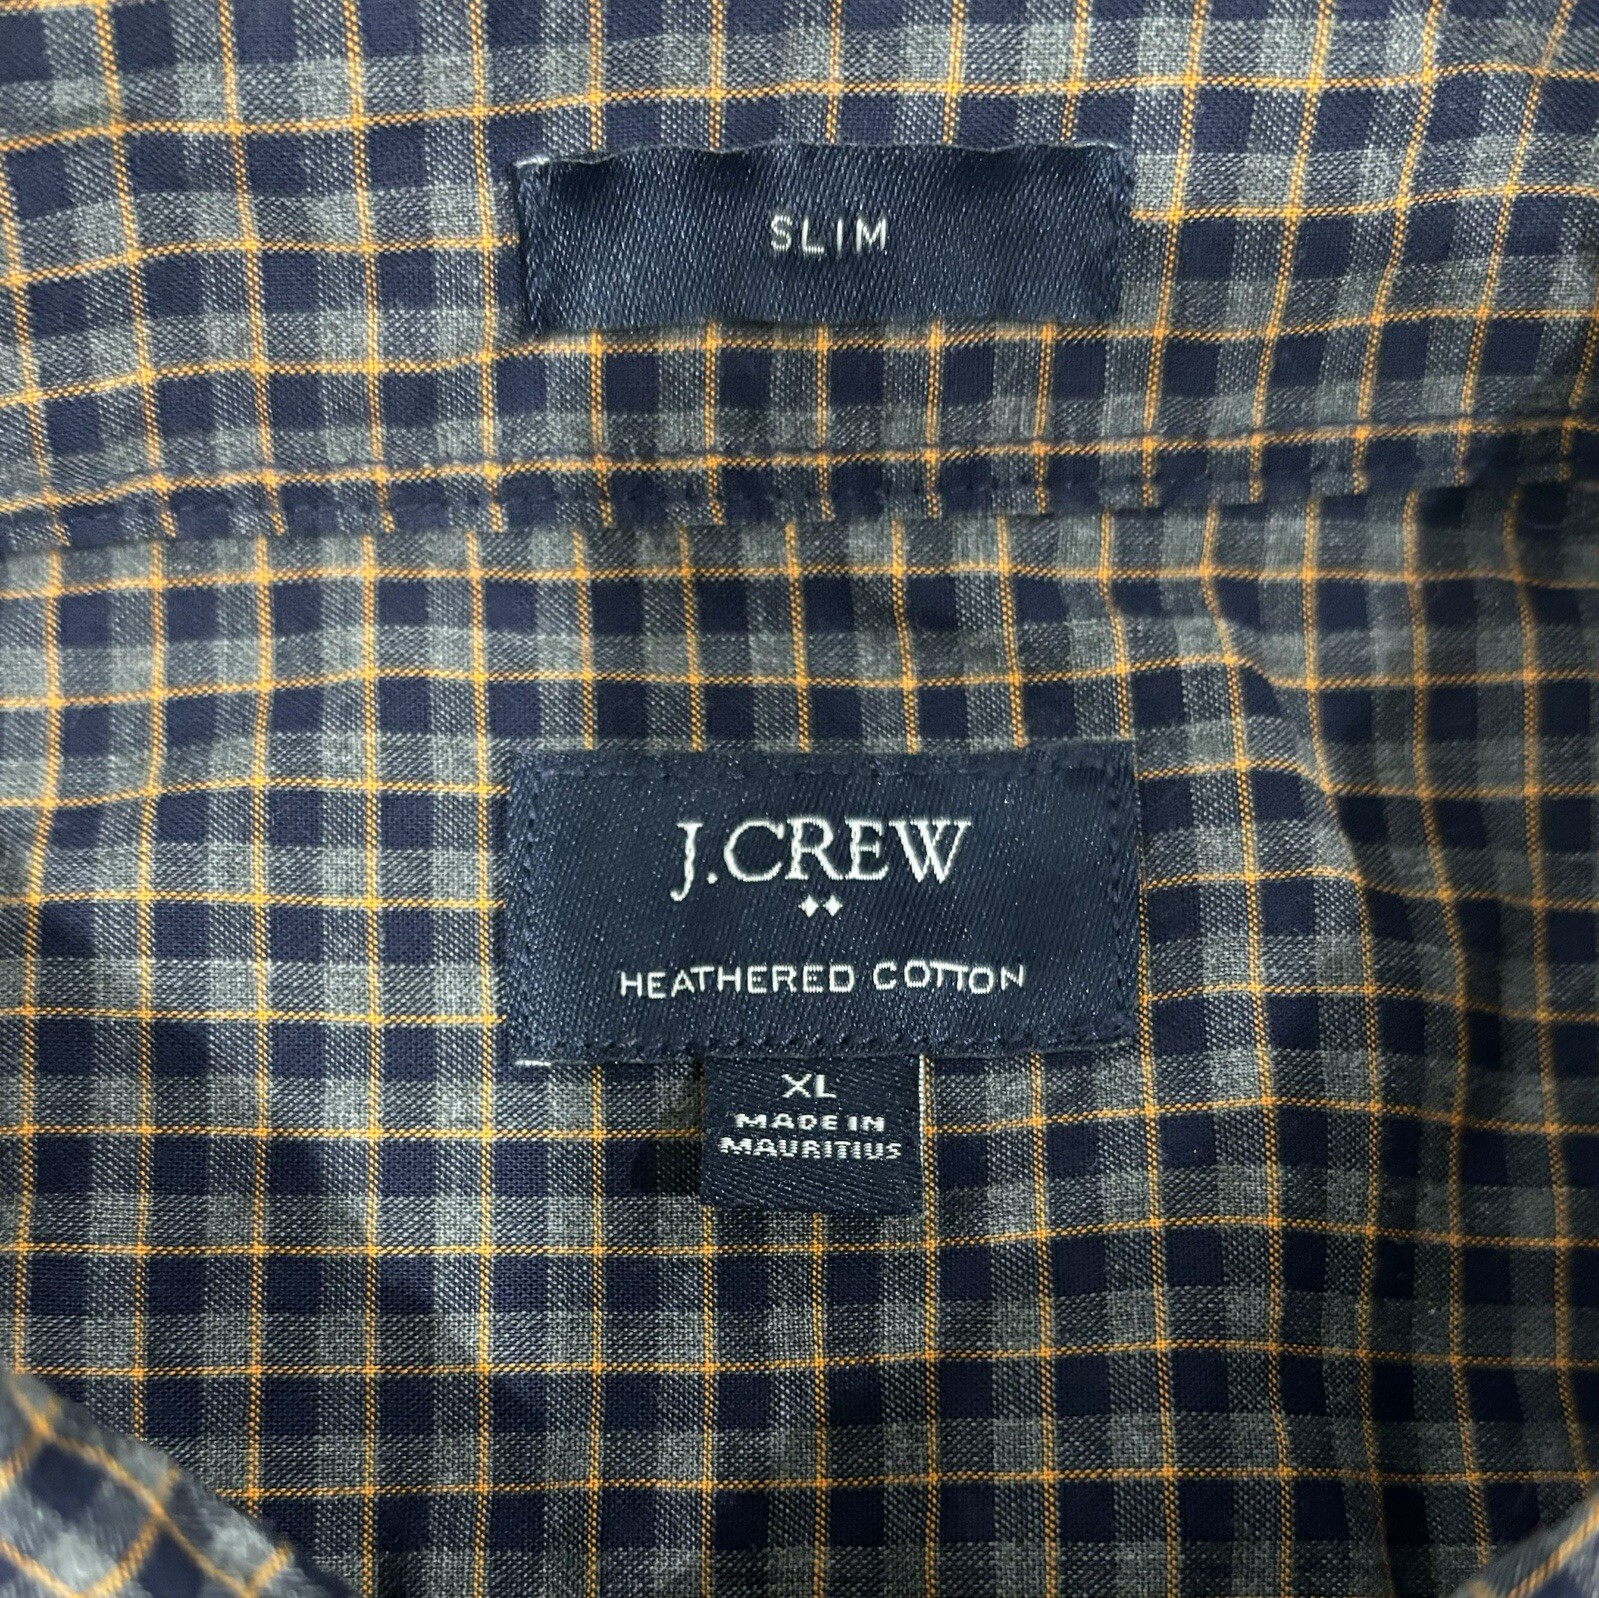 SLIM
J.CREW
HEATHERED COTTON
XL
MADE IN
MAURITIUS